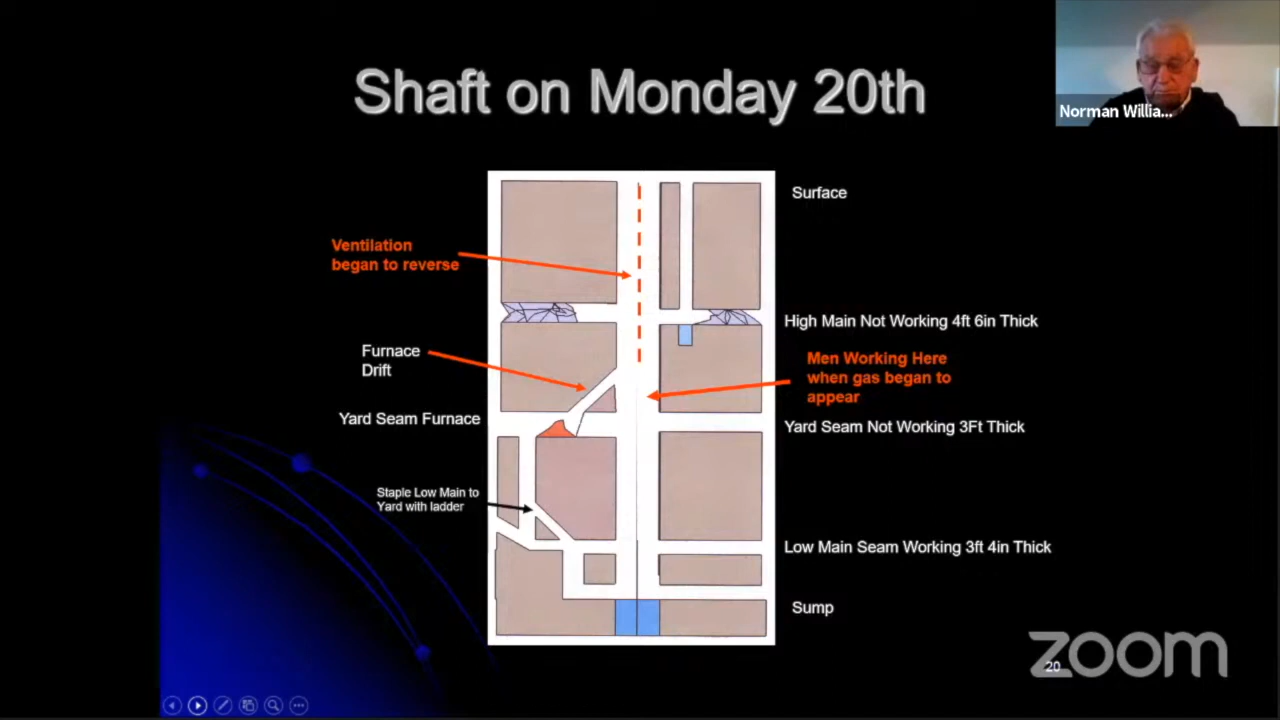 Shaft on Monday 20th
Norman Willia...
Surface
Ventilation
began to reverse
High Main Not Working 4ft 6in Thick
Furnace
Drift
Men Working Here
when gas began to
appear
Yard Seam Furnace
Yard Seam Not Working 3Ft Thick
Staple Low Main to
Yard with ladder
Low Main Seam Working 3ft 4in Thick
Sump
zoom
20